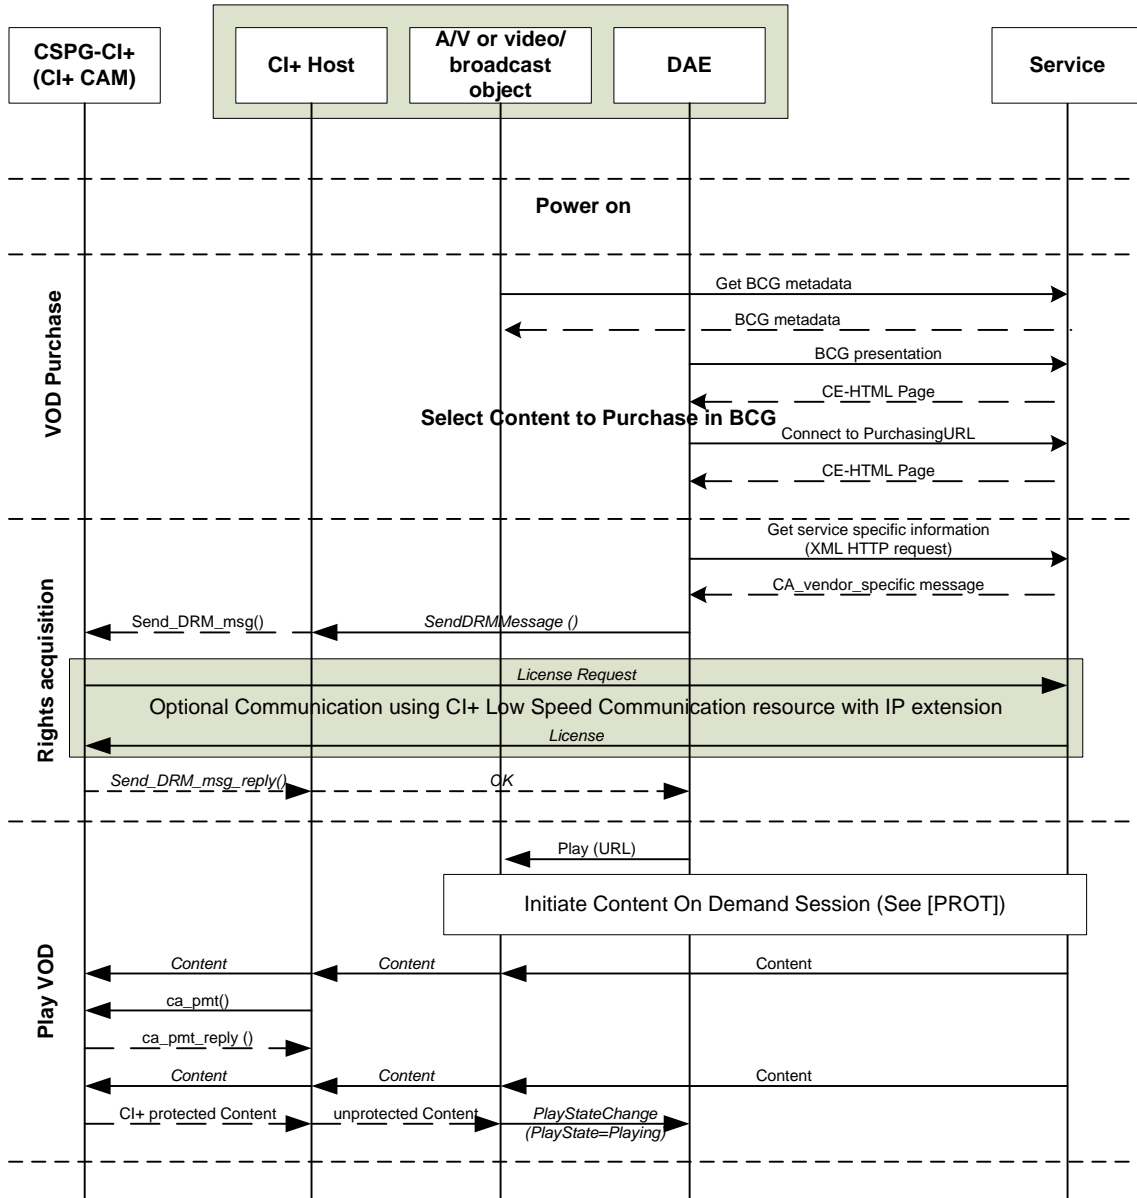 CSPG-CI+
(CI+ CAM)
CI+ Host
A/V or video/
broadcast
object
DAE
Service
Power on
VOD Purchase
Get BCG metadata
BCG metadata
BCG presentation
CE-HTML Page
Select Content to Purchase in BCG
Connect to PurchasingURL
CE-HTML Page
Rights acquisition
Get service specific information
(XML HTTP request)
CA_vendor_specific message
Send_DRM_msg()
SendDRMMessage ()
License Request
Optional Communication using CI+ Low Speed Communication resource with IP extension
License
Send_DRM_msg_reply()
OK
Play VOD
Play (URL)
Initiate Content On Demand Session (See [PROT])
Content
Content
Content
ca_pmt()
ca_pmt_reply ()
Content
Content
Content
CI+ protected Content
unprotected Content
PlayStateChange
(PlayState=Playing)